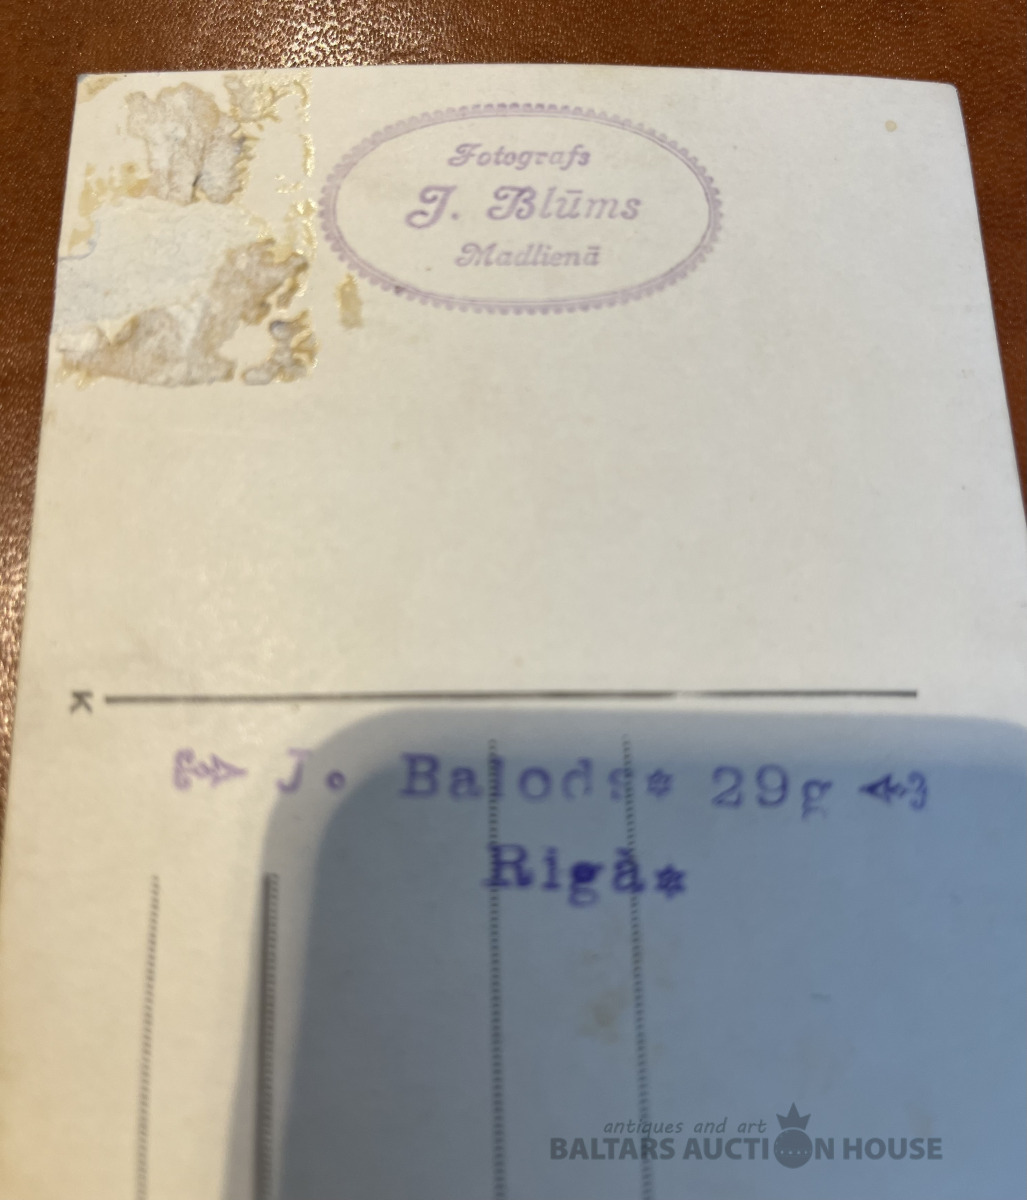 Fotografs
J. Blūms
Madlienā
K
J. Balods* 29g
Rīgā*
antiques and art
BALTARS AUCTION HOUSE